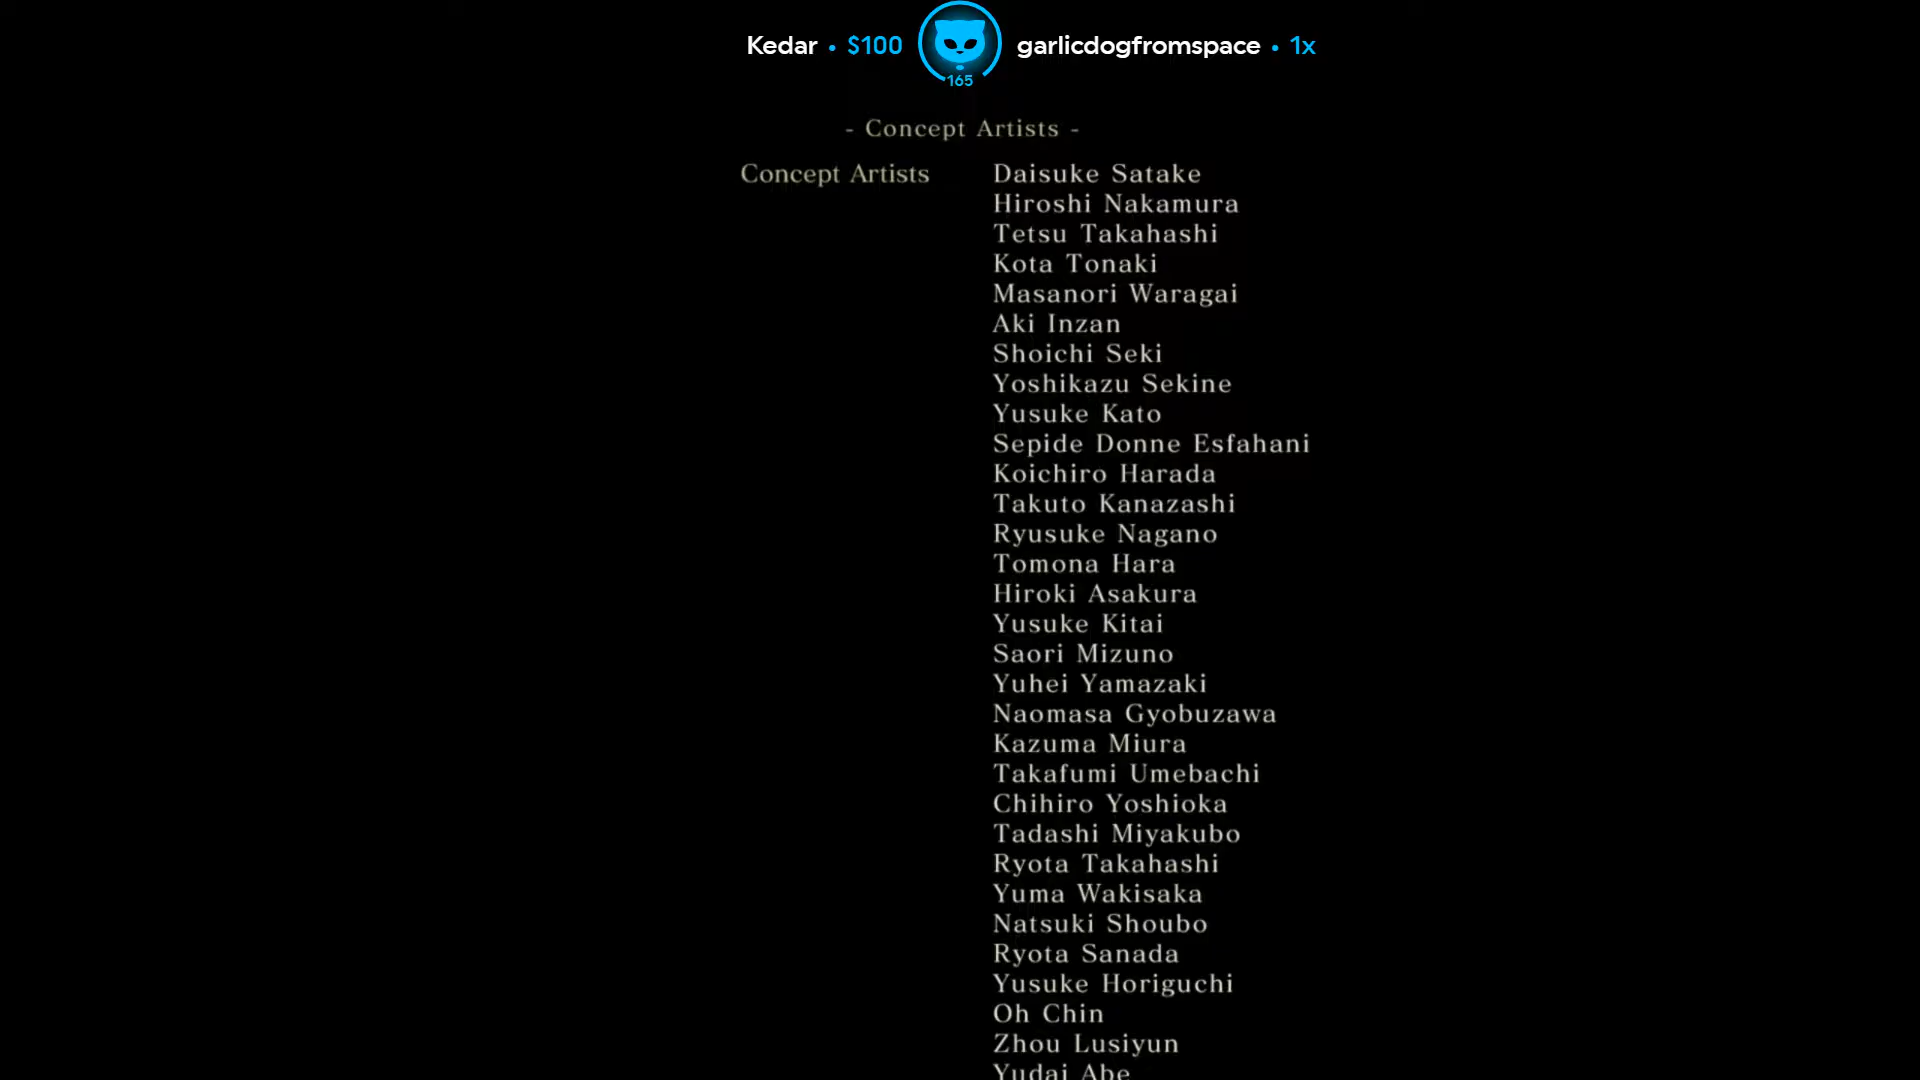 Kedar • $100 165 garlicdogfromspace • 1x
- Concept Artists -
Concept Artists Daisuke Satake
Hiroshi Nakamura
Tetsu Takahashi
Kota Tonaki
Masanori Waragai
Aki Inzan
Shoichi Seki
Yoshikazu Sekine
Yusuke Kato
Sepide Donne Esfahani
Koichiro Harada
Takuto Kanazashi
Ryusuke Nagano
Tomona Hara
Hiroki Asakura
Yusuke Kitai
Saori Mizuno
Yuhei Yamazaki
Naomasa Gyobuzawa
Kazuma Miura
Takafumi Umebachi
Chihiro Yoshioka
Tadashi Miyakubo
Ryota Takahashi
Yuma Wakisaka
Natsuki Shoubo
Ryota Sanada
Yusuke Horiguchi
Oh Chin
Zhou Lusiyun
Yudai Abe